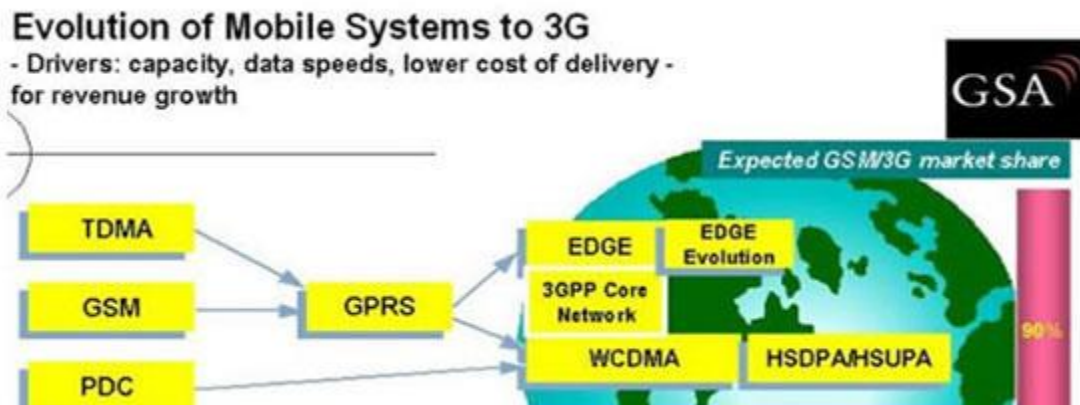 Evolution of Mobile Systems to 3G
- Drivers: capacity, data speeds, lower cost of delivery -
for revenue growth
GSA
Expected GSM/3G market share
TDMA
EDGE
EDGE
Evolution
GSM
GPRS
3GPP Core
Network
90%
WCDMA
HSDPA/HSUPA
PDC